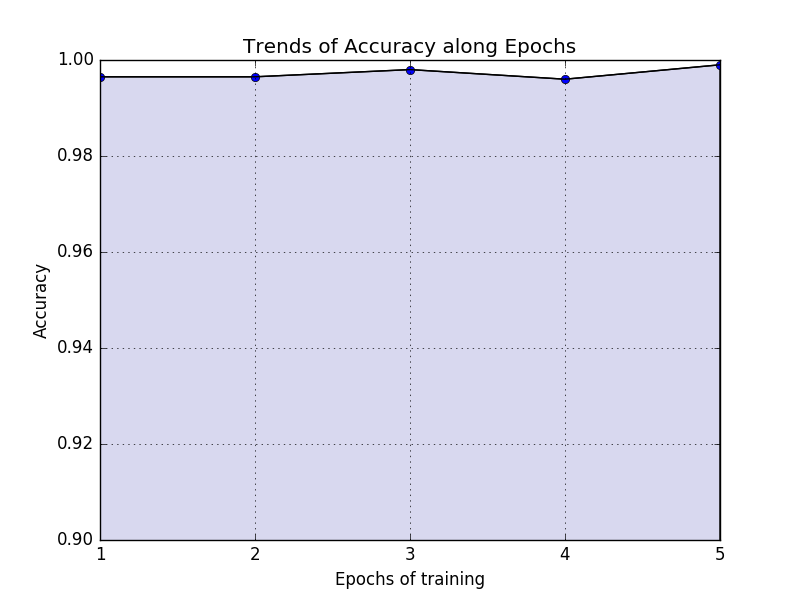 Trends of Accuracy along Epochs
1.00
0.98
0.96
0.94
0.92
0.90
Accuracy
1 2 3 4 5
Epochs of training